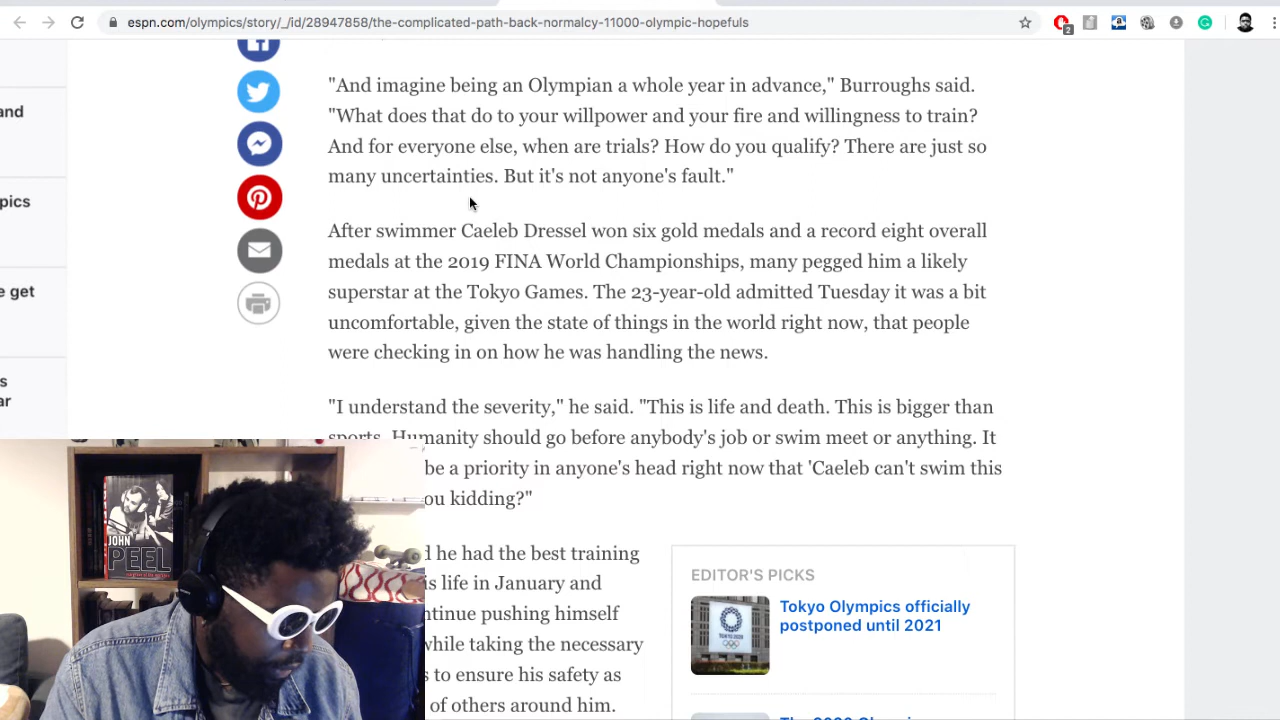 espn.com/olympics/story/_/id/28947858/the-complicated-path-back-normalcy-11000-olympic-hopefuls
2
and
pics
e get
s
ar
"And imagine being an Olympian a whole year in advance," Burroughs said.
"What does that do to your willpower and your fire and willingness to train?
And for everyone else, when are trials? How do you qualify? There are just so
many uncertainties. But it's not anyone's fault."
After swimmer Caeleb Dressel won six gold medals and a record eight overall
medals at the 2019 FINA World Championships, many pegged him a likely
superstar at the Tokyo Games. The 23-year-old admitted Tuesday it was a bit
uncomfortable, given the state of things in the world right now, that people
were checking in on how he was handling the news.
"I understand the severity," he said. "This is life and death. This is bigger than
sports. Humanity should go before anybody's job or swim meet or anything. It
be a priority in anyone's head right now that 'Caeleb can't swim this
ou kidding?"
d he had the best training
is life in January and
ntinue pushing himself
while taking the necessary
s to ensure his safety as
of others around him.
EDITOR'S PICKS
Tokyo Olympics officially
postponed until 2021
JOHN
PEEL